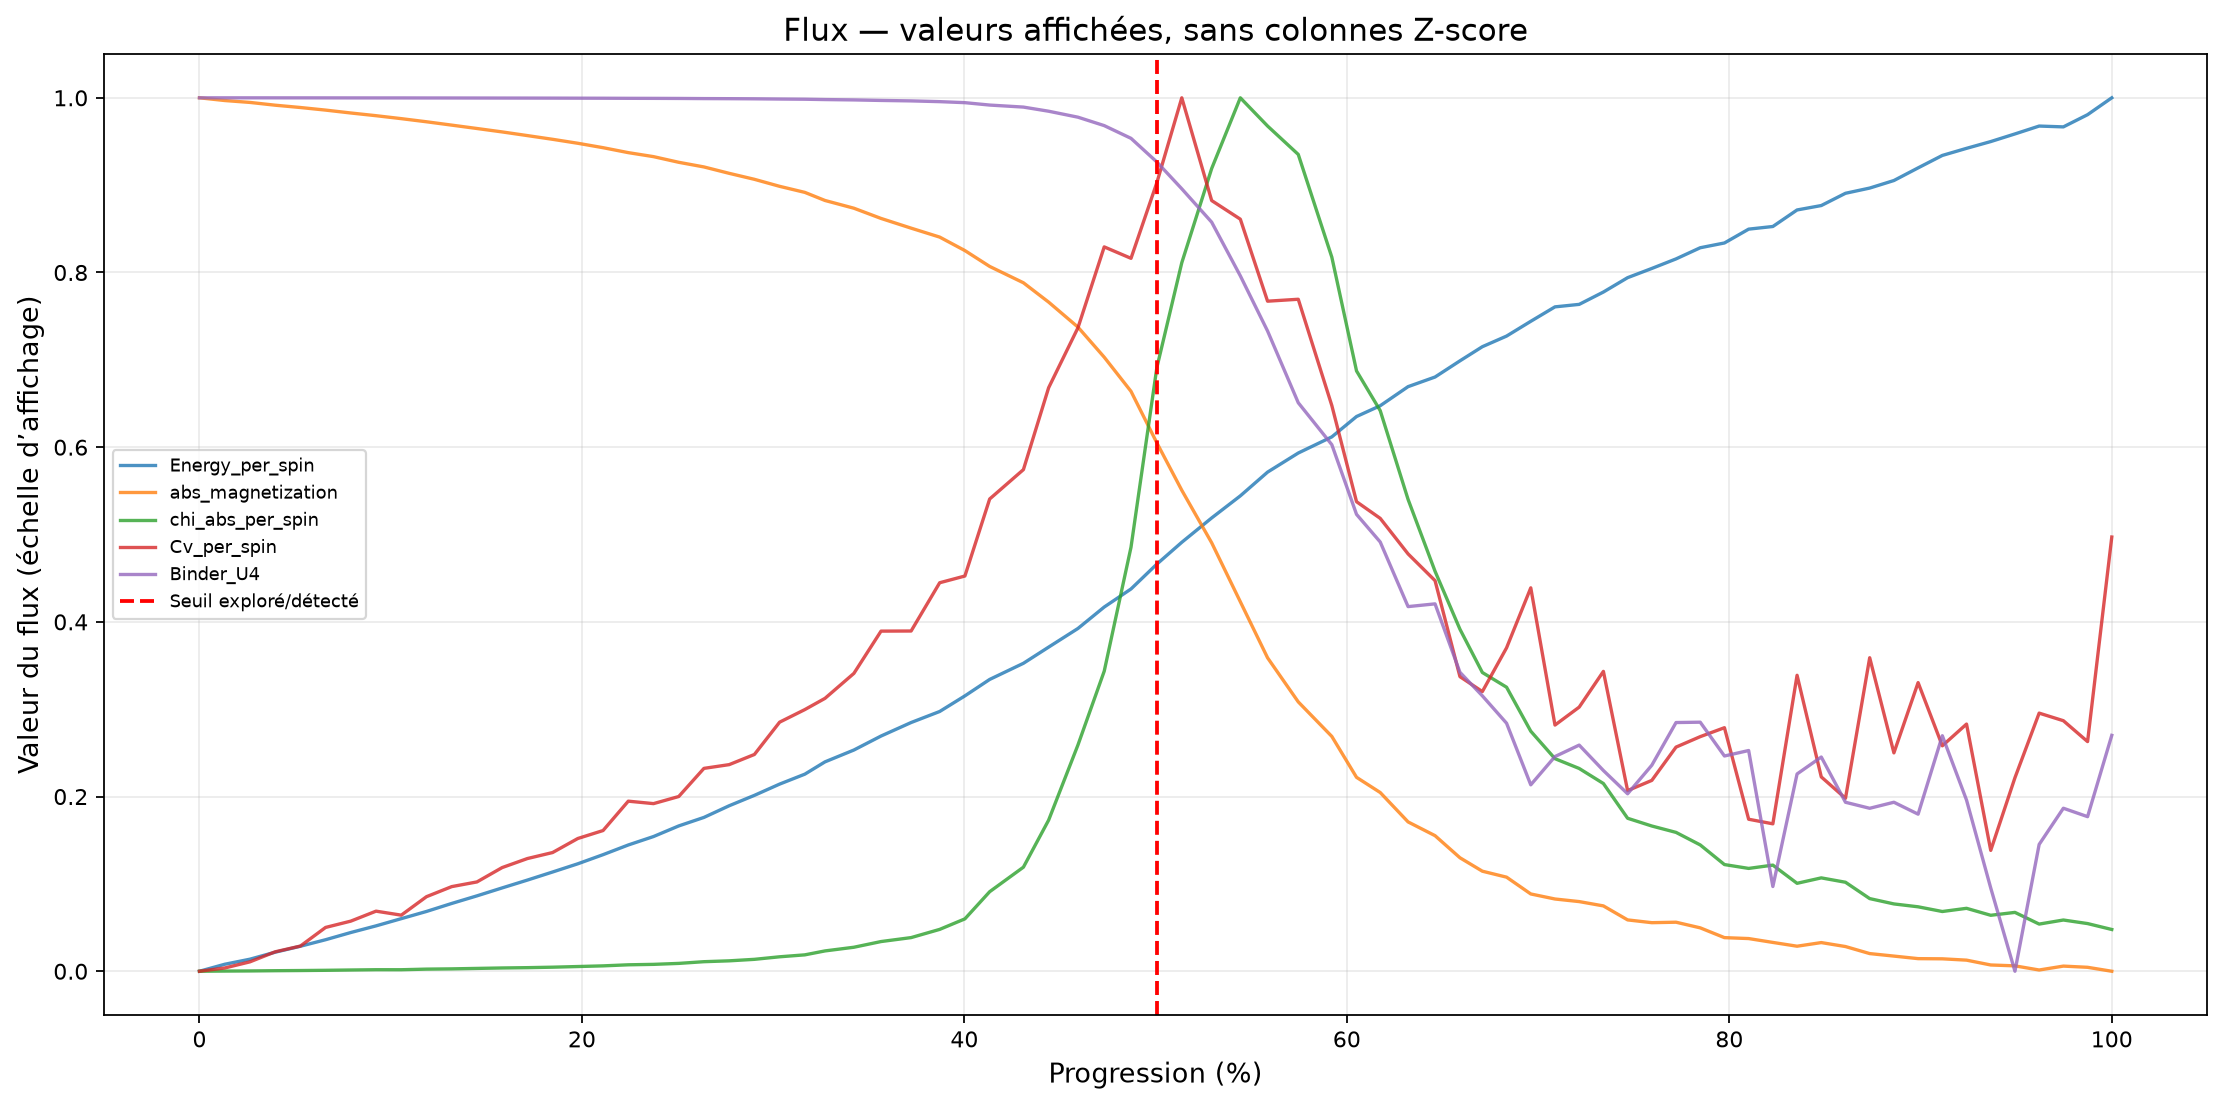 Flux — valeurs affichées, sans colonnes Z-score
Valeur du flux (échelle d’affichage)
1.0
0.8
0.6
0.4
0.2
0.0
Energy_per_spin
abs_magnetization
chi_abs_per_spin
Cv_per_spin
Binder_U4
Seuil exploré/détecté
0 20 40 60 80 100
Progression (%)